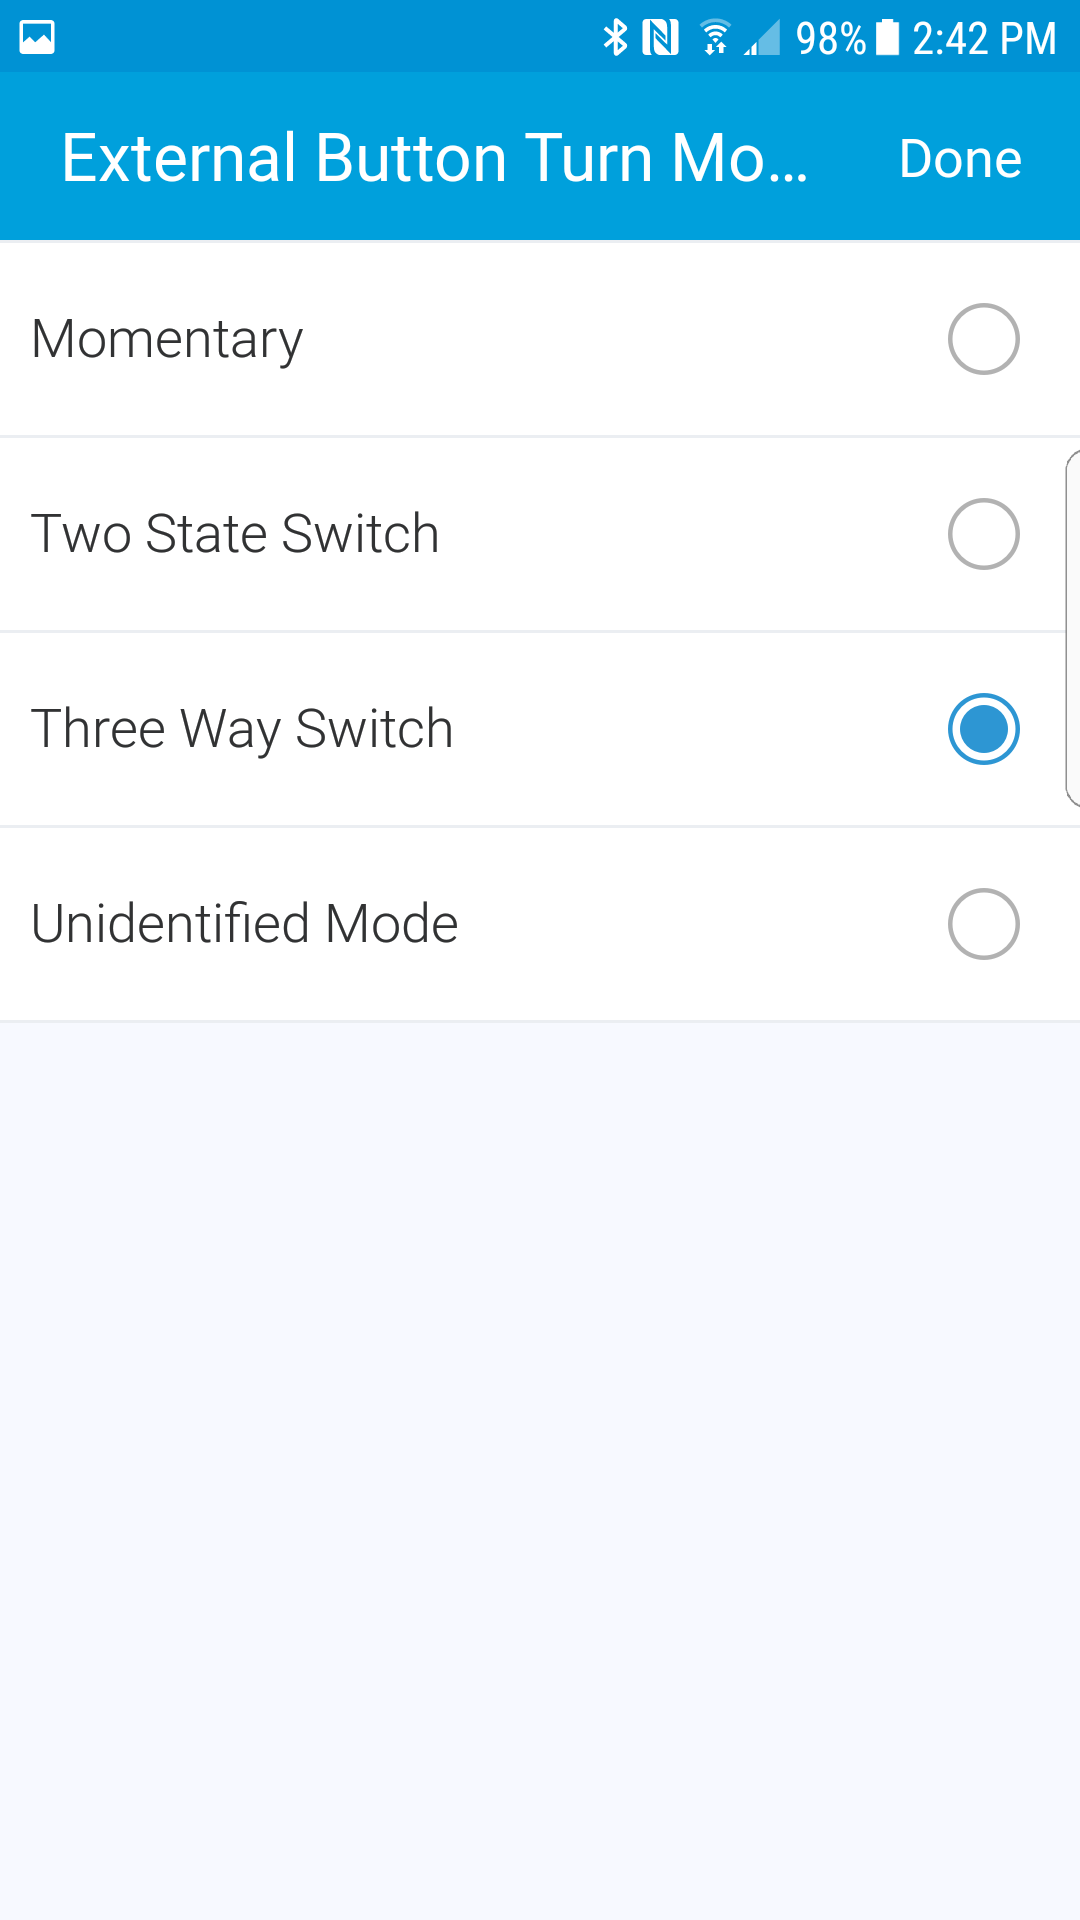 98% 2:42 PM
External Button Turn Mo... Done
Momentary
Two State Switch
Three Way Switch
Unidentified Mode